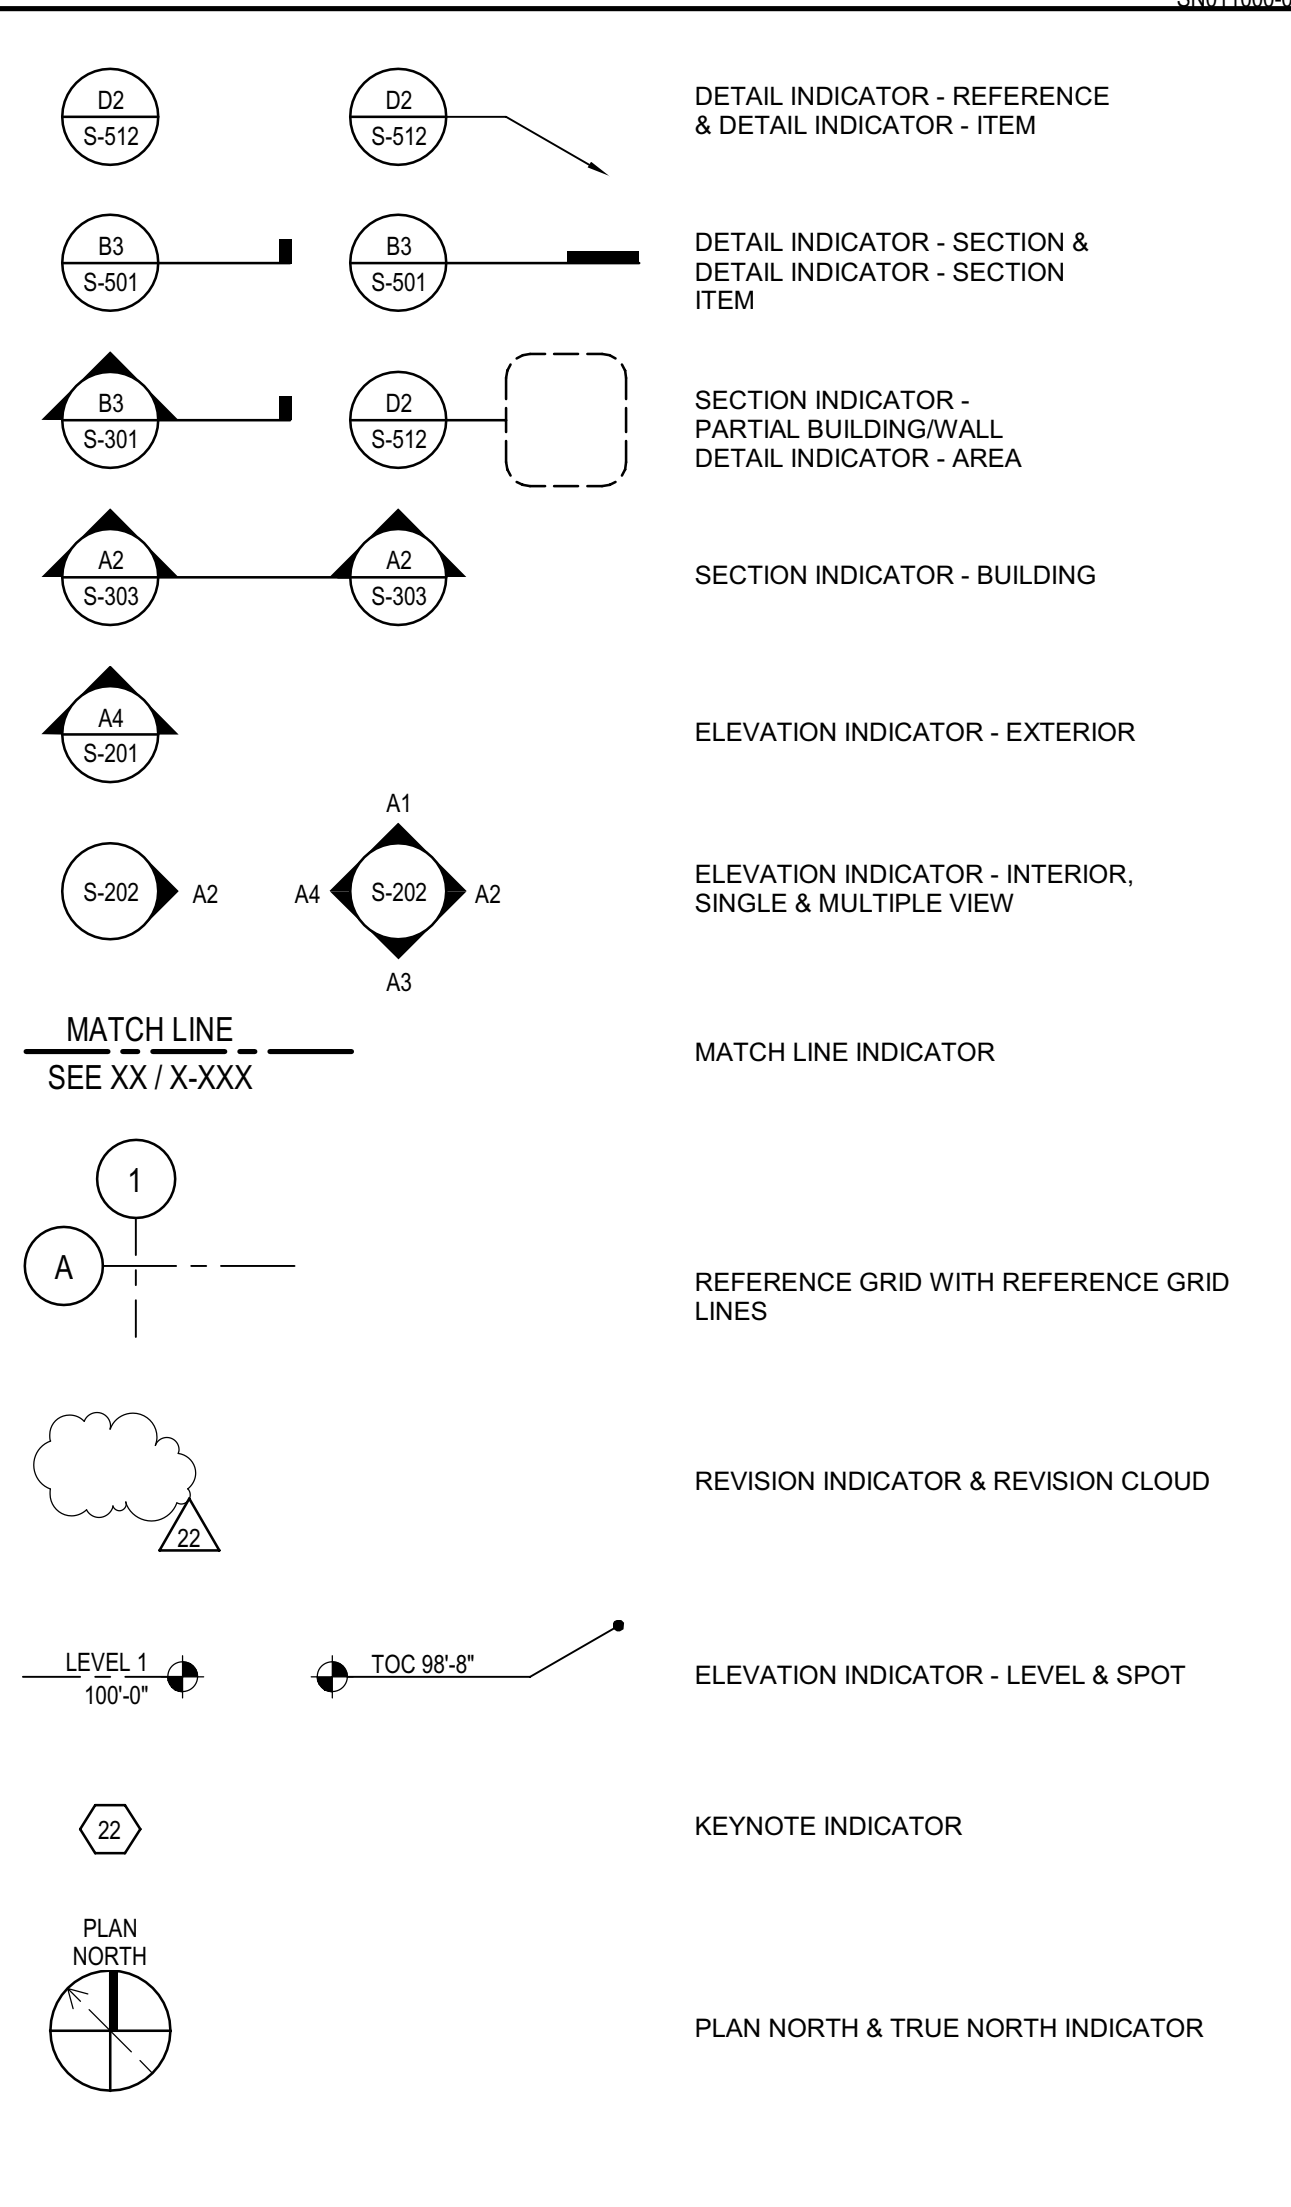 D2
S-512
D2
S-512
DETAIL INDICATOR - REFERENCE
& DETAIL INDICATOR - ITEM
B3
S-501
B3
S-501
DETAIL INDICATOR - SECTION &
DETAIL INDICATOR - SECTION
ITEM
B3
S-301
D2
S-512
SECTION INDICATOR -
PARTIAL BUILDING/WALL
DETAIL INDICATOR - AREA
A2
S-303
A2
S-303
SECTION INDICATOR - BUILDING
A4
S-201
ELEVATION INDICATOR - EXTERIOR
S-202
A2
A1
A4
S-202
A2
A3
ELEVATION INDICATOR - INTERIOR,
SINGLE & MULTIPLE VIEW
MATCH LINE
SEE XX / X-XXX
MATCH LINE INDICATOR
1
A
REFERENCE GRID WITH REFERENCE GRID
LINES
22
REVISION INDICATOR & REVISION CLOUD
LEVEL 1
100'-0"
TOC 98'-8"
ELEVATION INDICATOR - LEVEL & SPOT
22
KEYNOTE INDICATOR
PLAN
NORTH
PLAN NORTH & TRUE NORTH INDICATOR